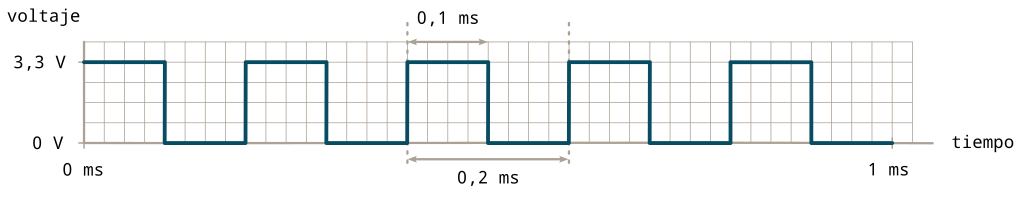 voltaje
0,1 ms
3,3 V
0 V
tiempo
0 ms
1 ms
0,2 ms